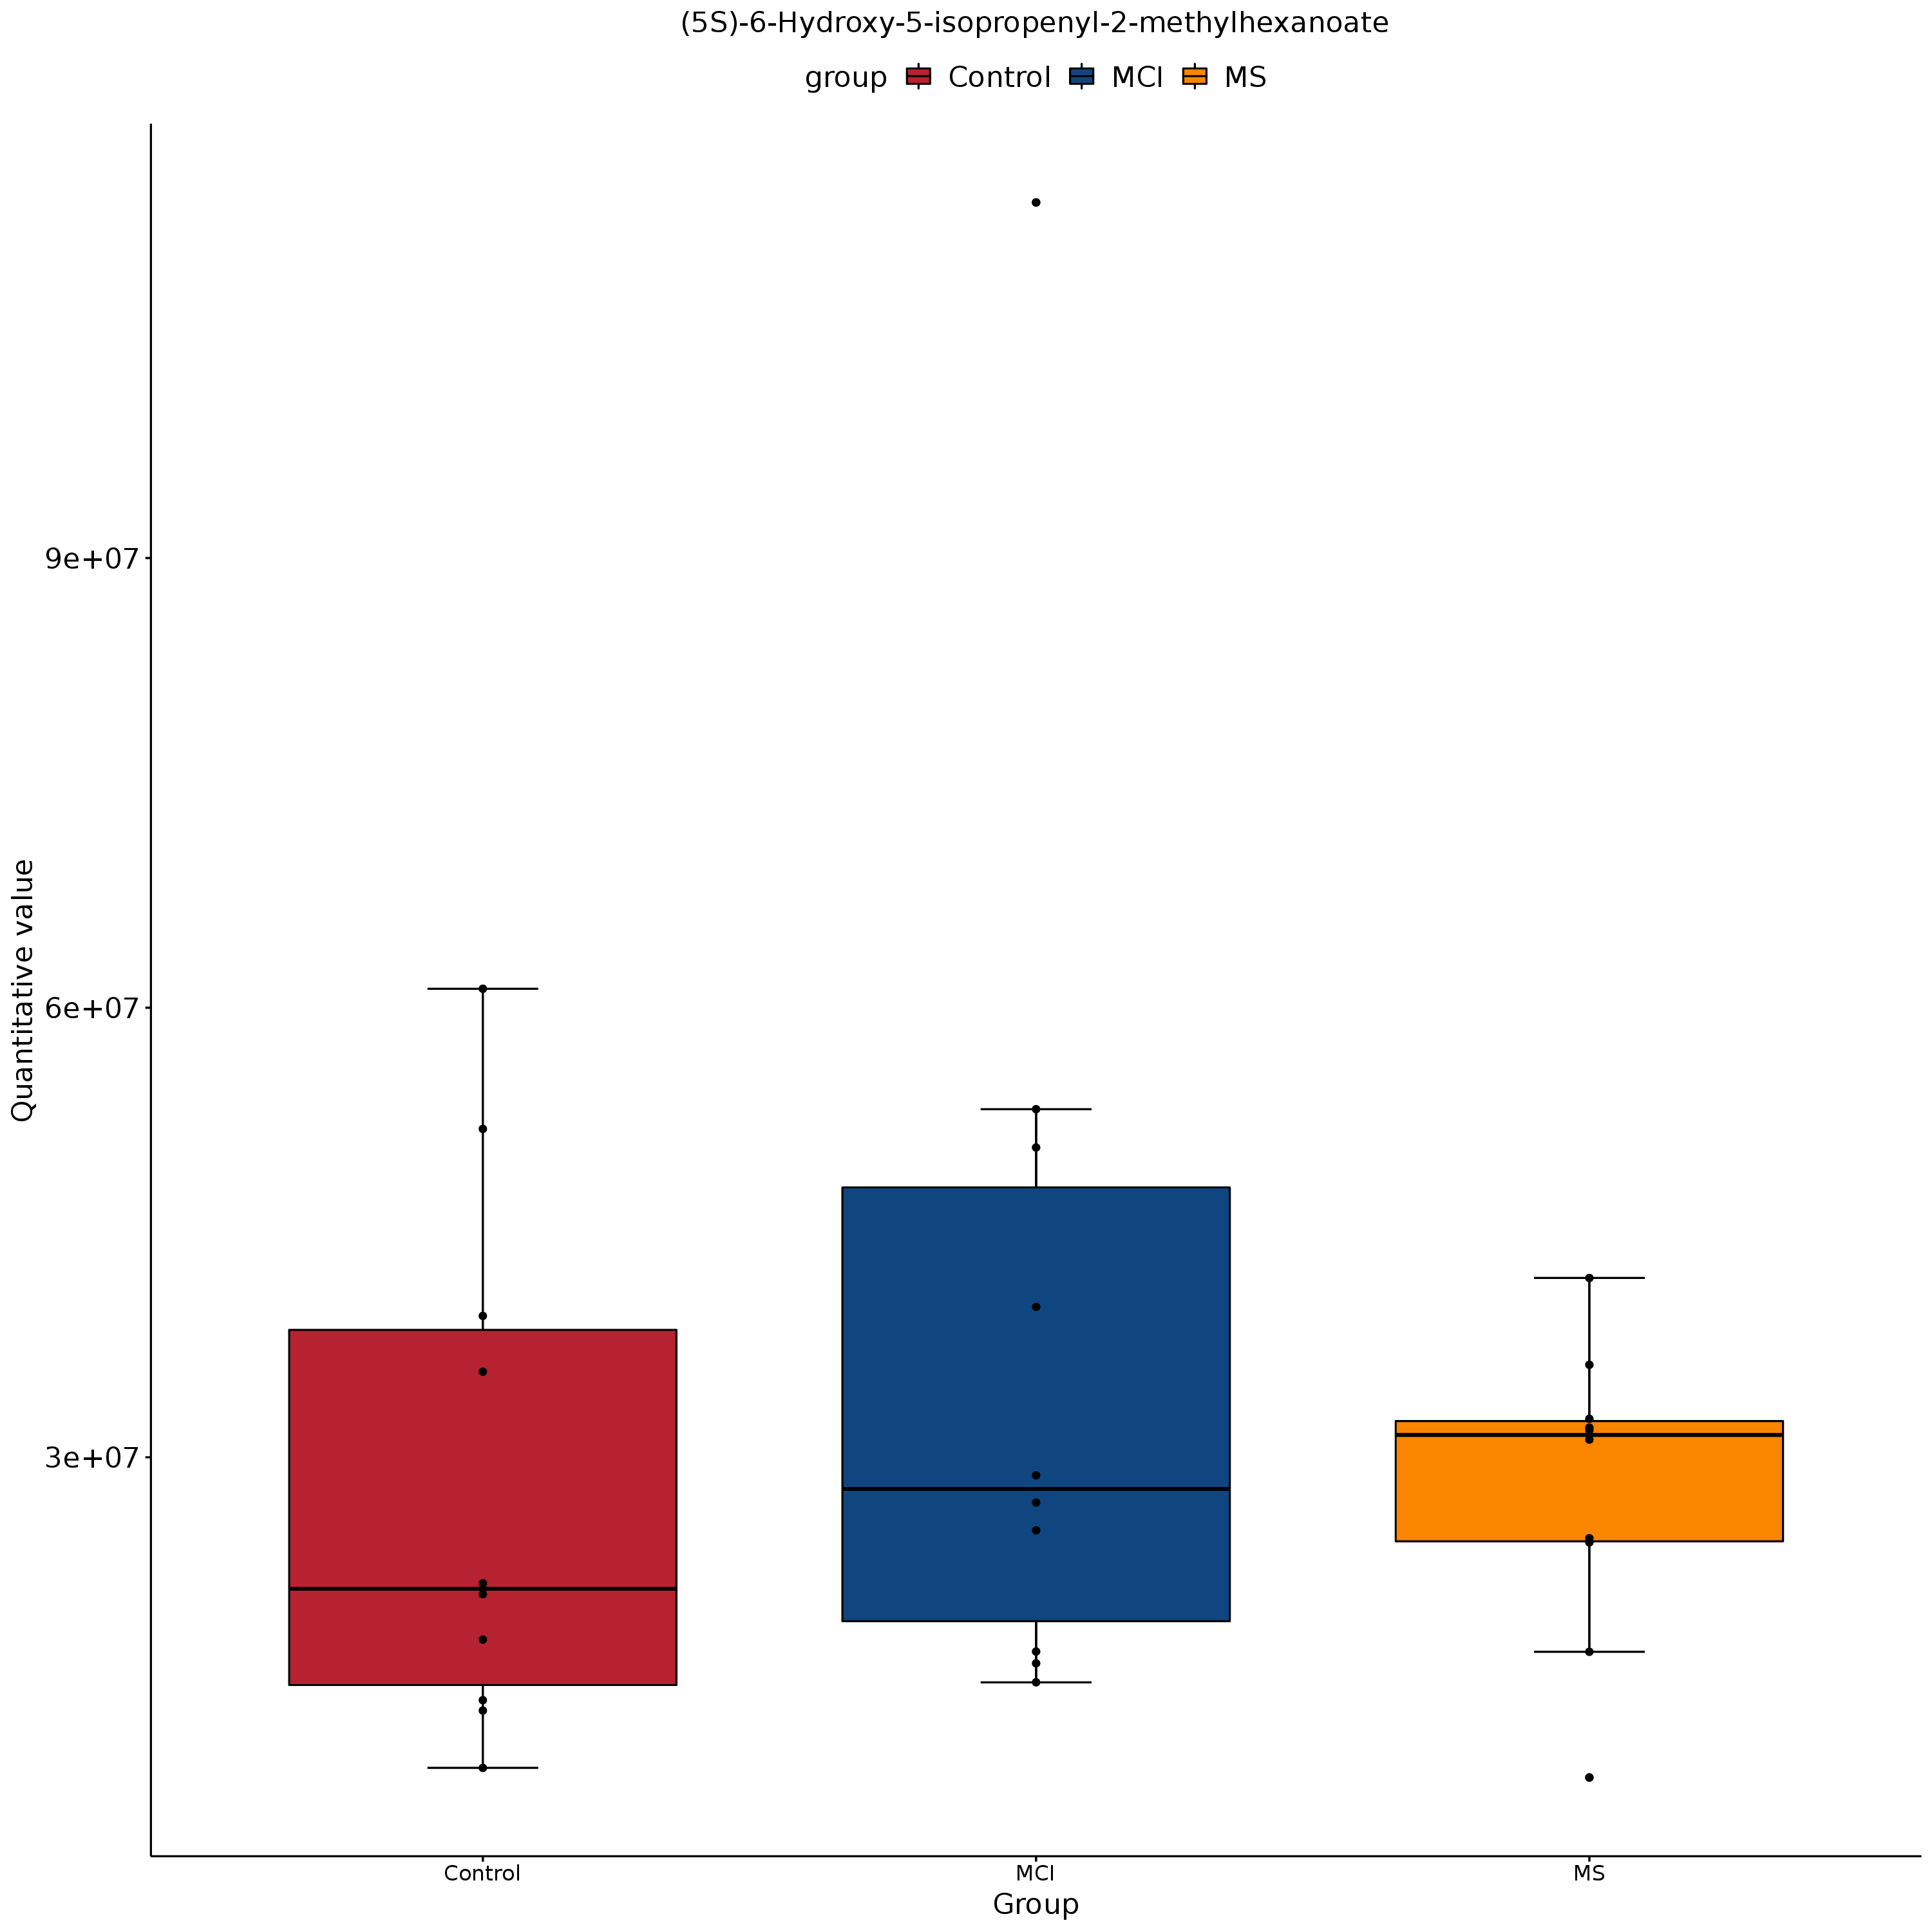 (5S)-6-Hydroxy-5-isopropenyl-2-methylhexanoate
group Control MCI MS
9e+07
6e+07
3e+07
Quantitative value
Control MCI MS
Group